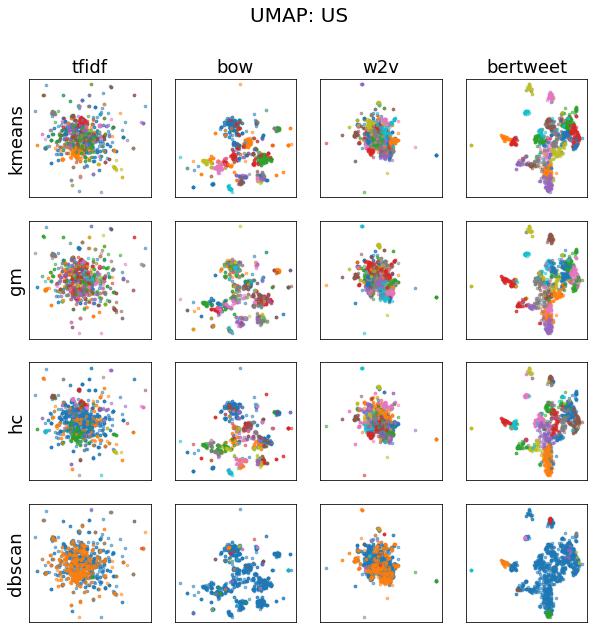 UMAP: US
tfidf
bow
w2v
bertweet
kmeans
gm
hc
dbscan